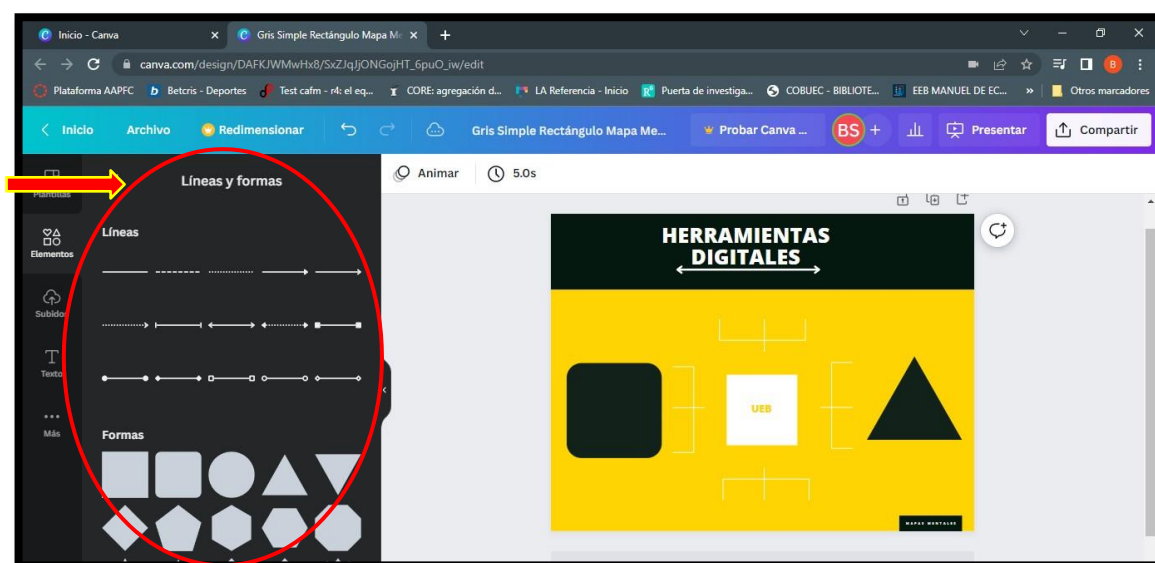 Inicio - Canva
Gris Simple Rectángulo Mapa Me
canva.com/design/DAFKJWMwHx8/SxZJqJjONGojHT_6puO_iw/edit
Plataforma AAPFC
Betcris - Deportes
Test cafm - r4: el eq...
CORE: agregación d...
LA Referencia - Inicio
Puerta de investiga...
COBUEC - BIBLIOTE...
EEB MANUEL DE EC...
»
Otros marcadores
Inicio
Archivo
Redimensionar
Gris Simple Rectángulo Mapa Me...
Probar Canva ...
BS
Presentar
Compartir
Plantillas
Líneas y formas
Animar
5.0s
Elementos
Líneas
Subidos
Texto
Más
Formas
HERRAMIENTAS
DIGITALES
UEB
MAPAS MENTALES